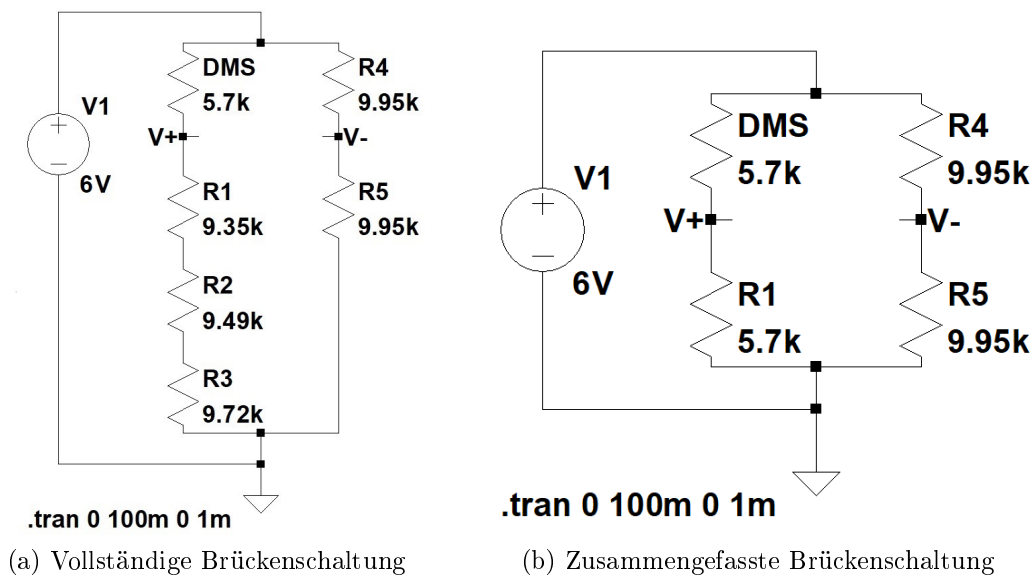 DMS
5.7k
R4
9.95k
V1
6V
V+
V-
R1
9.35k
R5
9.95k
R2
9.49k
R3
9.72k
.tran 0 100m 0 1m
(a) Vollständige Brückenschaltung
DMS
5.7k
R4
9.95k
V1
6V
V+
V-
R1
5.7k
R5
9.95k
.tran 0 100m 0 1m
(b) Zusammengefasste Brückenschaltung